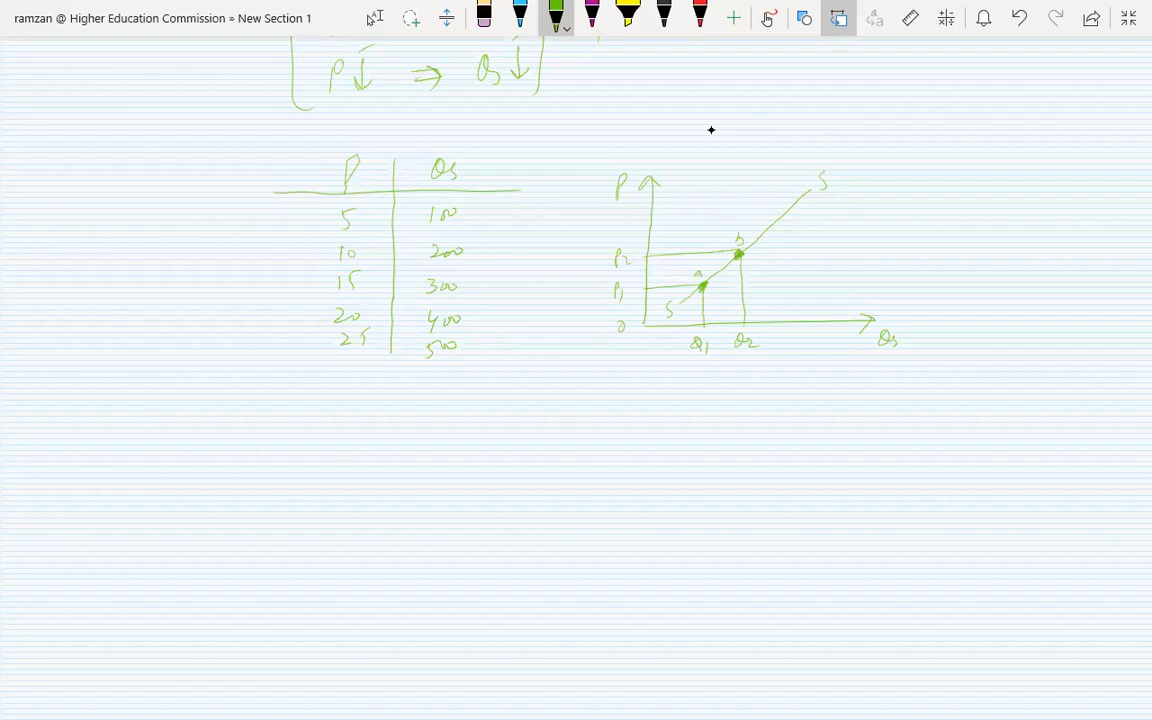 ramzan @ Higher Education Commission » New Section 1
P↓ ⇒ Qs↓
P Qs
5 100
10 200
15 300
20 400
25 500
P
S
b
P2
a
P1
S
0
Q1 Q2 Qs